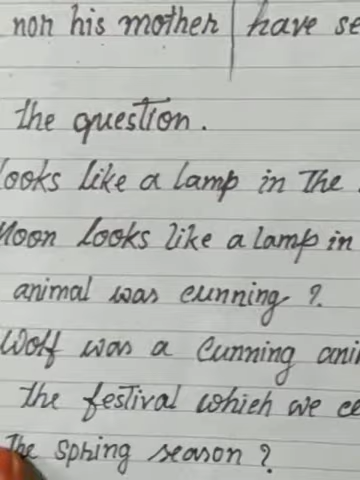 non his mother | have se
the question.
looks like a lamp in the
Moon looks like a lamp in
animal was cunning ?
Wolf was a cunning ani
the festival which we ce
The spring season ?